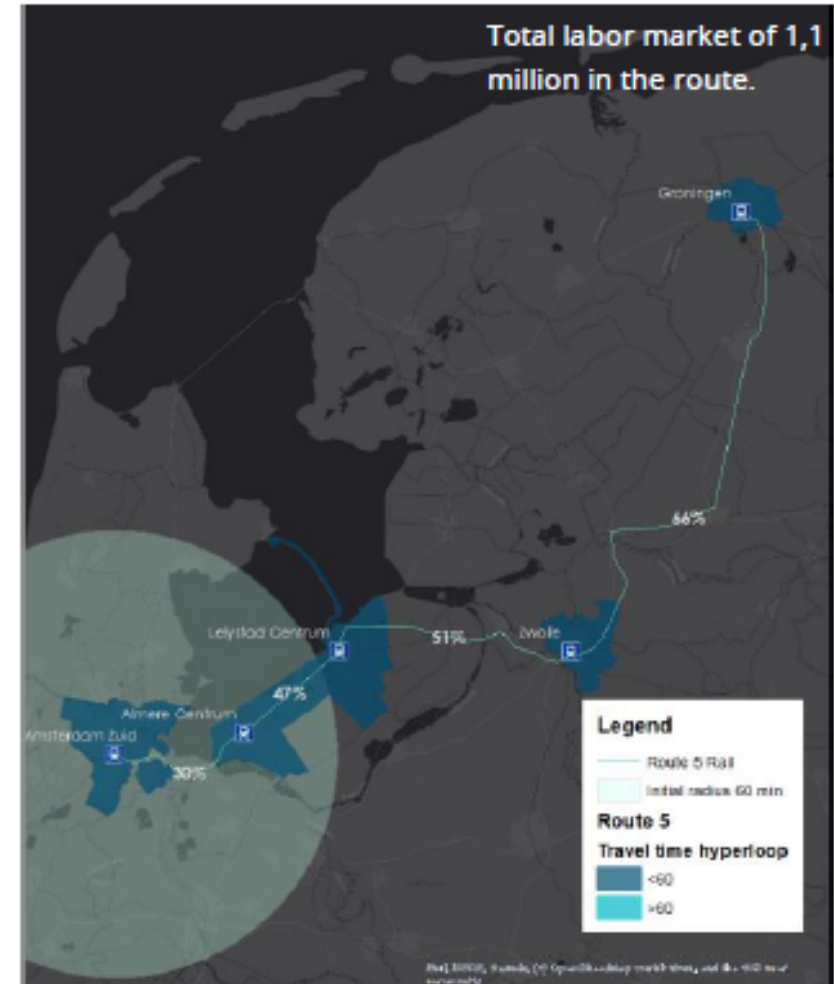 Total labor market of 1,1
million in the route.
Groningen
66%
Lelystad Centrum
51%
Zwolle
47%
Almere Centrum
Amsterdam Zuid
30%
Legend
Route 5 Rail
Initial radius 60 min
Route 5
Travel time hyperloop
<60
>60